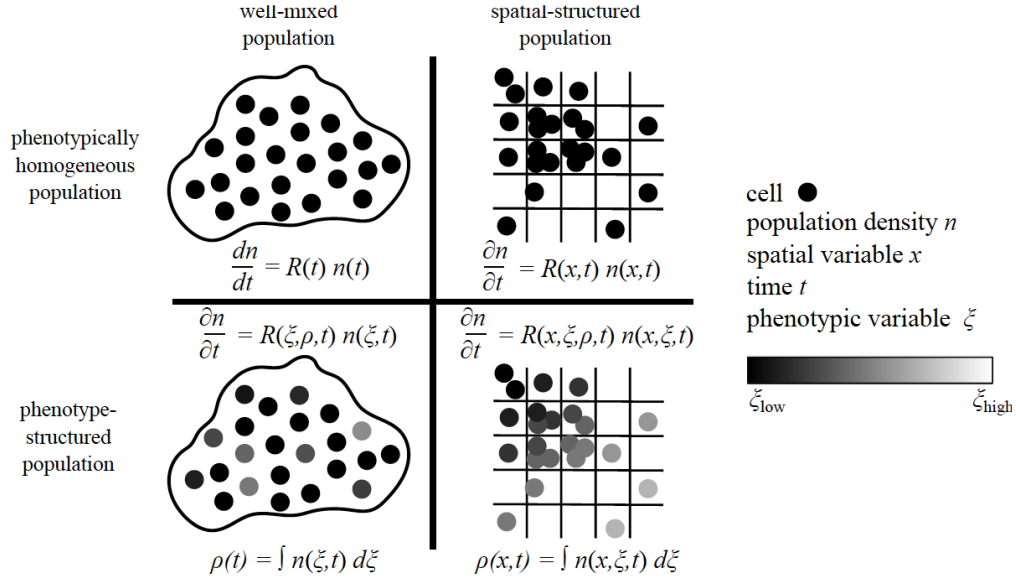 well-mixed
population
spatial-structured
population
phenotypically
homogeneous
population
dn/dt = R(t) n(t)
∂n/∂t = R(x,t) n(x,t)
cell
population density n
spatial variable x
time t
phenotypic variable ξ
ξlow
ξhigh
∂n/∂t = R(ξ,ρ,t) n(ξ,t)
∂n/∂t = R(x,ξ,ρ,t) n(x,ξ,t)
phenotype-
structured
population
ρ(t) = ∫ n(ξ,t) dξ
ρ(x,t) = ∫ n(x,ξ,t) dξ